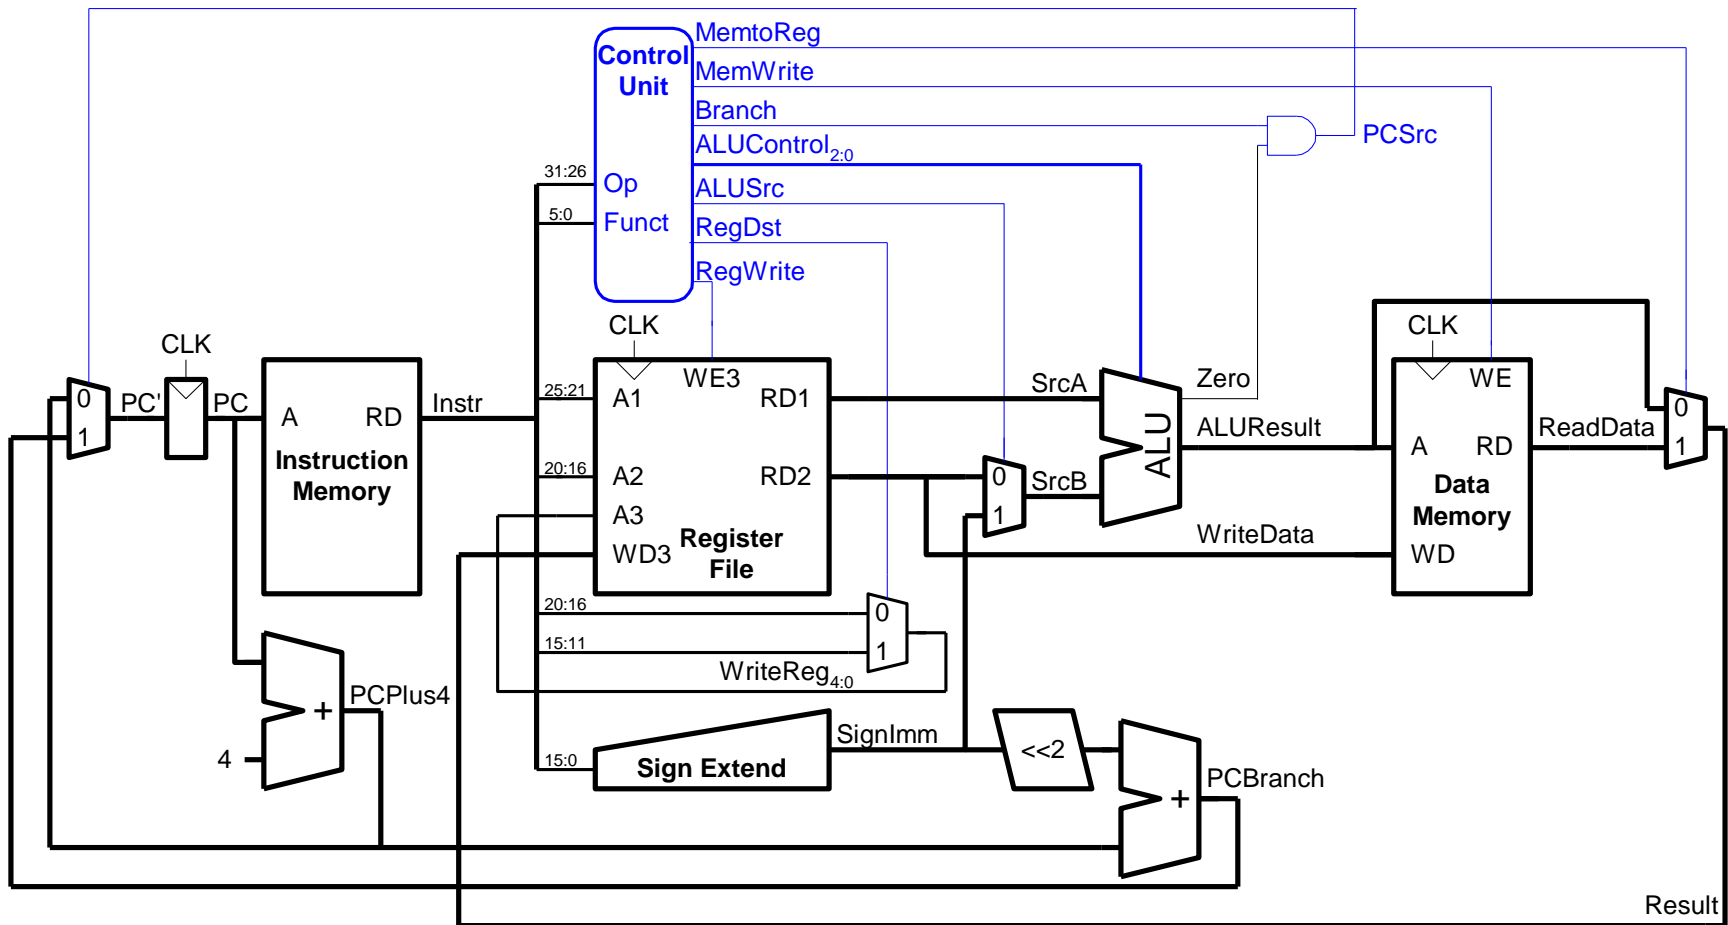 MemtoReg
Control
Unit
MemWrite
Branch
PCSrc
ALUControl2:0
31:26
Op
ALUSrc
5:0
Funct
RegDst
RegWrite
CLK
CLK
CLK
0
1
PC'
PC
A
RD
Instruction
Memory
Instr
25:21
A1
WE3
RD1
20:16
A2
RD2
A3
WD3
Register
File
SrcA
0
1
SrcB
ALU
Zero
ALUResult
WriteData
WE
A
RD
Data
Memory
WD
ReadData
0
1
20:16
0
15:11
1
WriteReg4:0
PCPlus4
+
4
15:0
Sign Extend
SignImm
<<2
+
PCBranch
Result